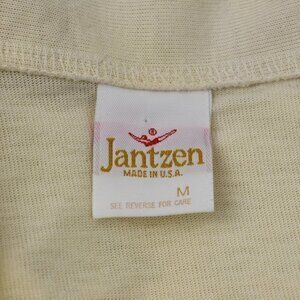 Jantzen
MADE IN U.S.A.
M
SEE REVERSE FOR CARE